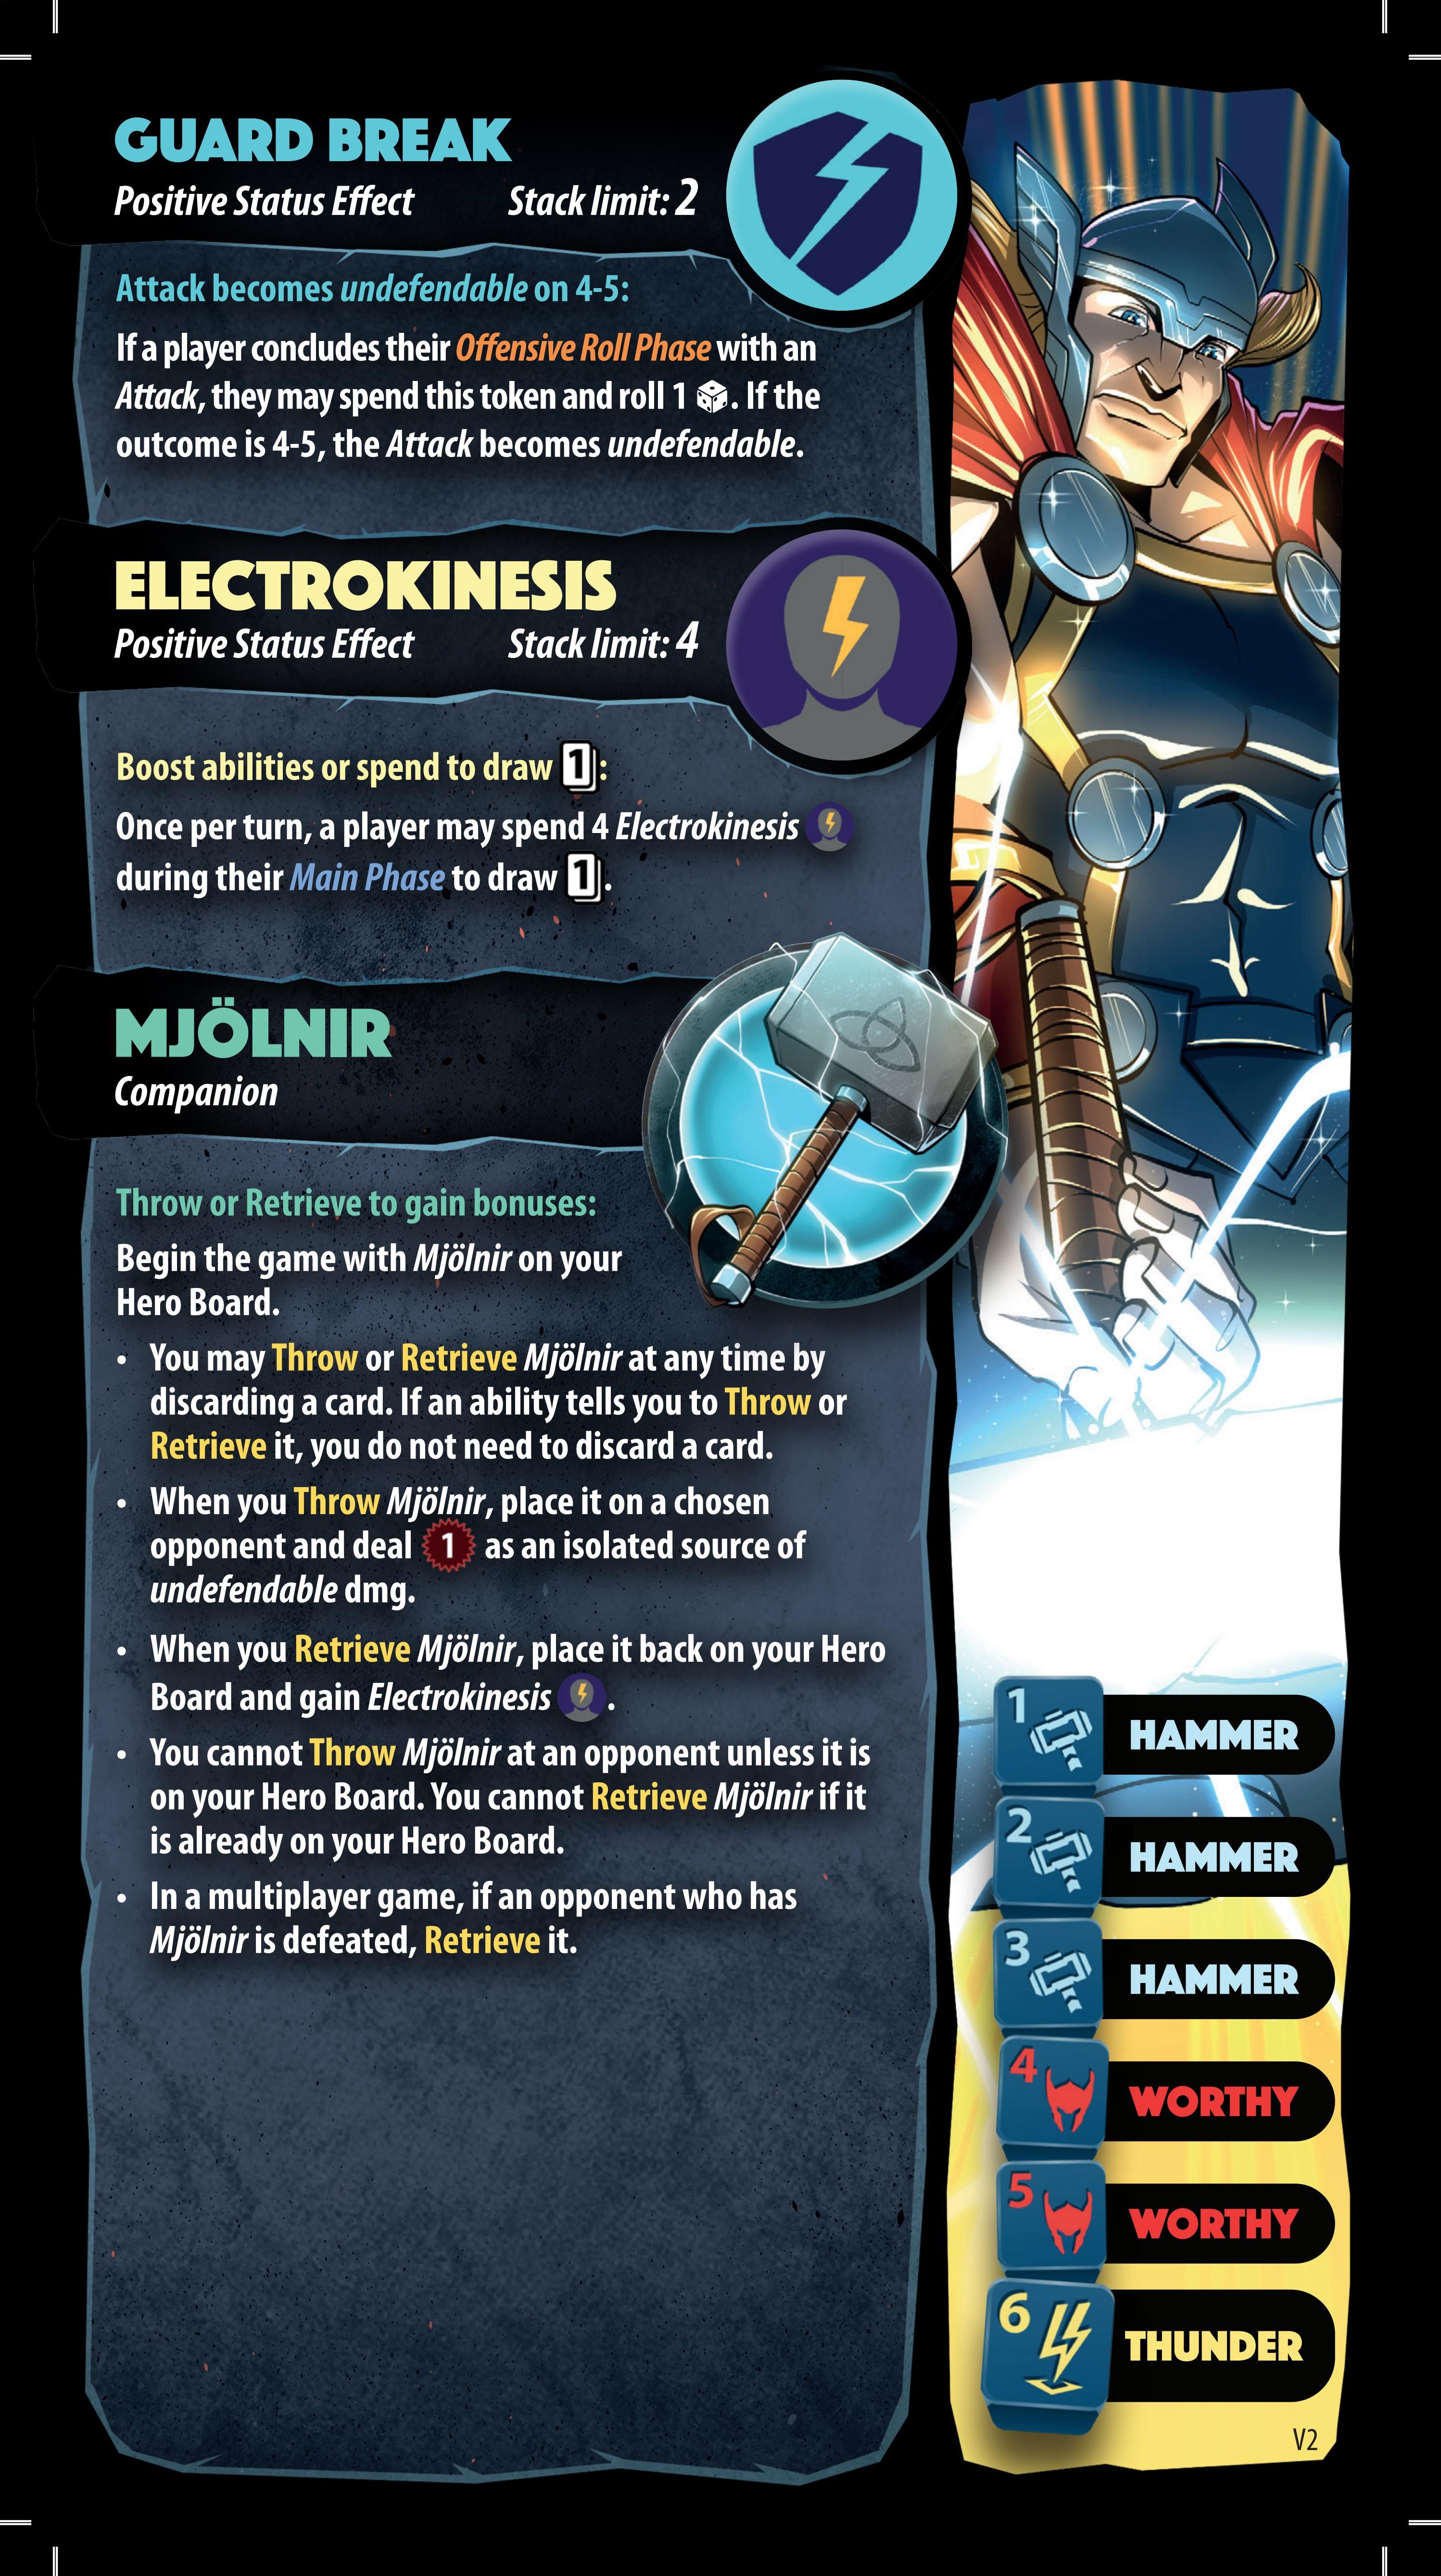 GUARD BREAK
Positive Status Effect Stack limit: 2
Attack becomes undefendable on 4-5:
If a player concludes their Offensive Roll Phase with an
Attack, they may spend this token and roll 1 . If the
outcome is 4-5, the Attack becomes undefendable.
ELECTROKINESIS
Positive Status Effect Stack limit: 4
Boost abilities or spend to draw 1:
Once per turn, a player may spend 4 Electrokinesis
during their Main Phase to draw 1.
MJÖLNIR
Companion
Throw or Retrieve to gain bonuses:
Begin the game with Mjölnir on your
Hero Board.
• You may Throw or Retrieve Mjölnir at any time by
discarding a card. If an ability tells you to Throw or
Retrieve it, you do not need to discard a card.
• When you Throw Mjölnir, place it on a chosen
opponent and deal 1 as an isolated source of
undefendable dmg.
• When you Retrieve Mjölnir, place it back on your Hero
Board and gain Electrokinesis .
• You cannot Throw Mjölnir at an opponent unless it is
on your Hero Board. You cannot Retrieve Mjölnir if it
is already on your Hero Board.
• In a multiplayer game, if an opponent who has
Mjölnir is defeated, Retrieve it.
1 HAMMER
2 HAMMER
3 HAMMER
4 WORTHY
5 WORTHY
6 THUNDER
V2